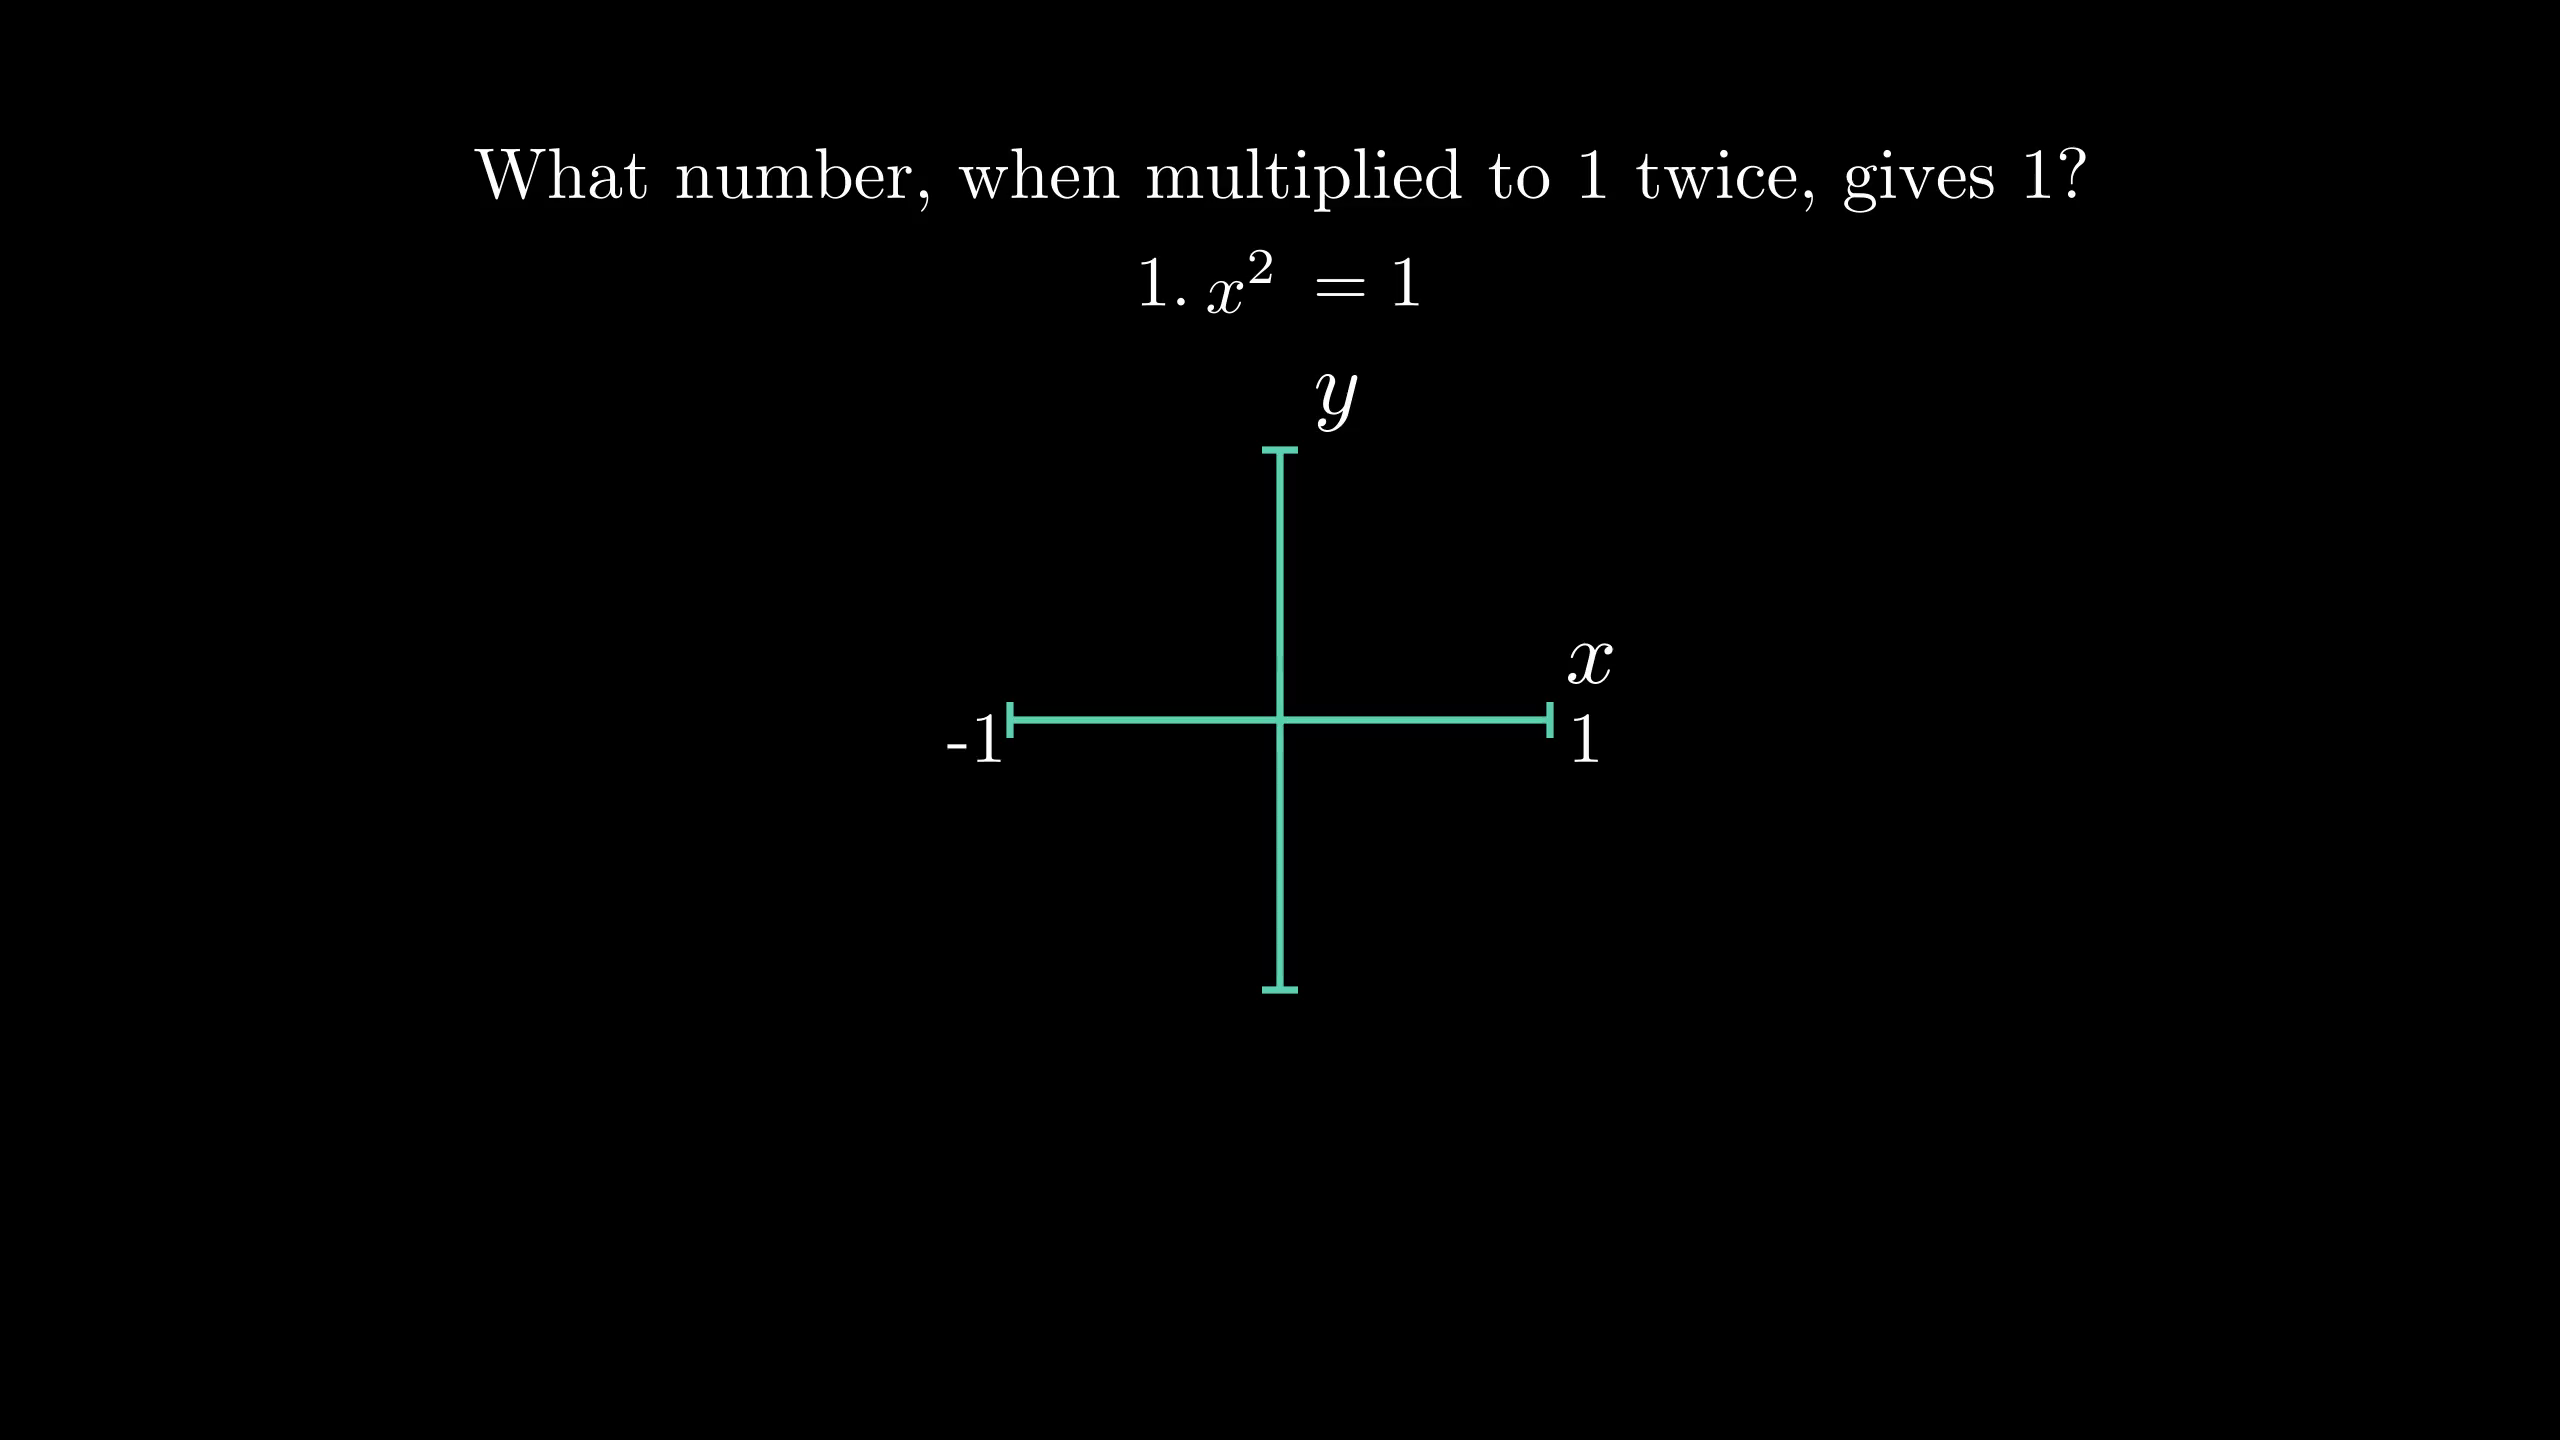 What number, when multiplied to 1 twice, gives 1?
1. x² = 1
y
x
-1
1